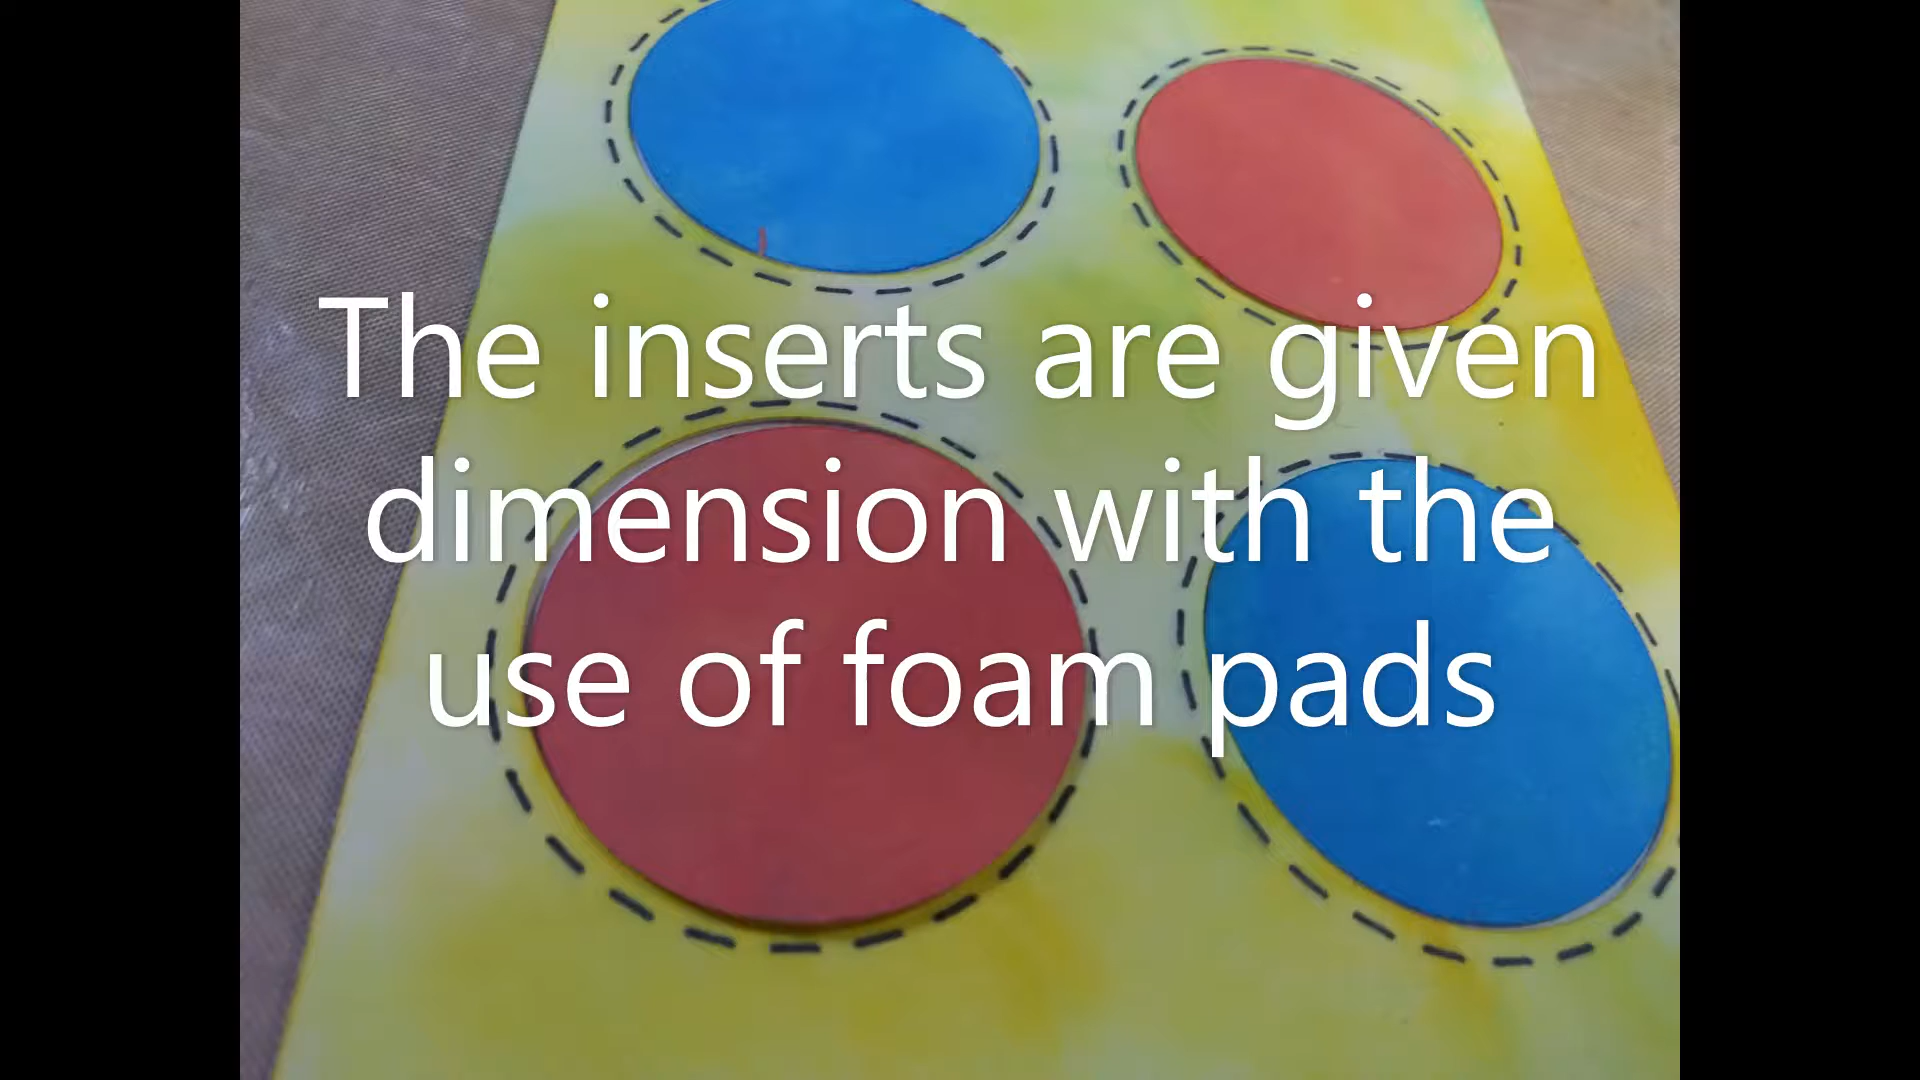 The inserts are given
dimension with the
use of foam pads